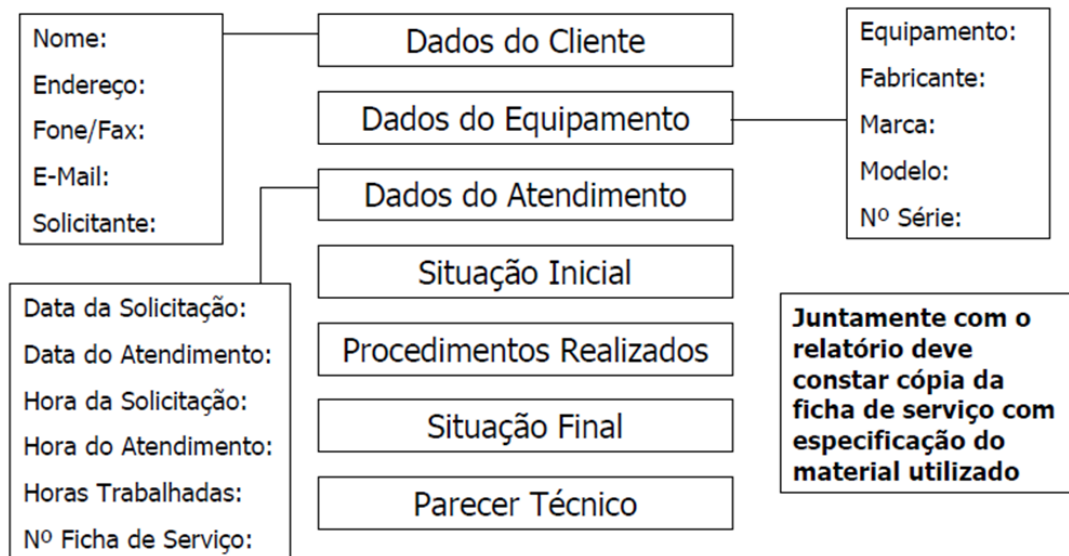 Nome:
Endereço:
Fone/Fax:
E-Mail:
Solicitante:
Dados do Cliente
Dados do Equipamento
Dados do Atendimento
Situação Inicial
Procedimentos Realizados
Situação Final
Parecer Técnico
Equipamento:
Fabricante:
Marca:
Modelo:
Nº Série:
Data da Solicitação:
Data do Atendimento:
Hora da Solicitação:
Hora do Atendimento:
Horas Trabalhadas:
Nº Ficha de Serviço:
Juntamente com o
relatório deve
constar cópia da
ficha de serviço com
especificação do
material utilizado